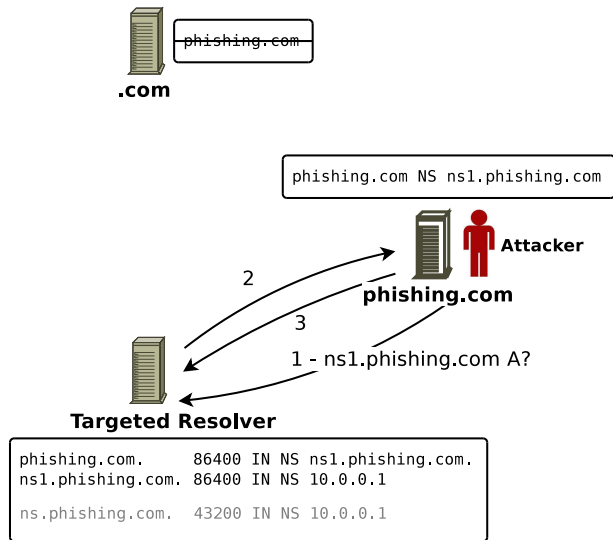 phishing.com
.com
phishing.com NS ns1.phishing.com
Attacker
phishing.com
2
3
1 - ns1.phishing.com A?
Targeted Resolver
phishing.com. 86400 IN NS ns1.phishing.com.
ns1.phishing.com. 86400 IN NS 10.0.0.1
ns.phishing.com. 43200 IN NS 10.0.0.1